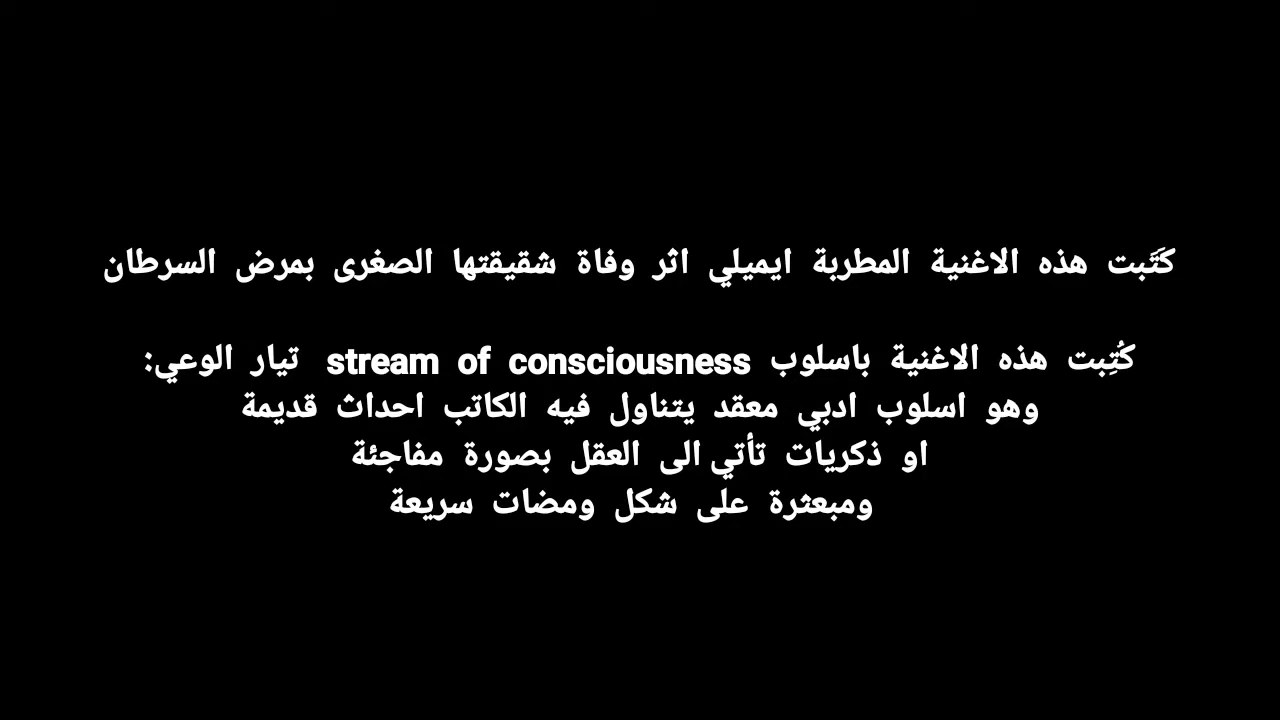 كَتَبت هذه الاغنية المطربة ايميلي اثر وفاة شقيقتها الصغرى بمرض السرطان
كُتِبت هذه الاغنية باسلوب stream of consciousness تيار الوعي:
وهو اسلوب ادبي معقد يتناول فيه الكاتب احداث قديمة
او ذكريات تأتي الى العقل بصورة مفاجئة
ومبعثرة على شكل ومضات سريعة